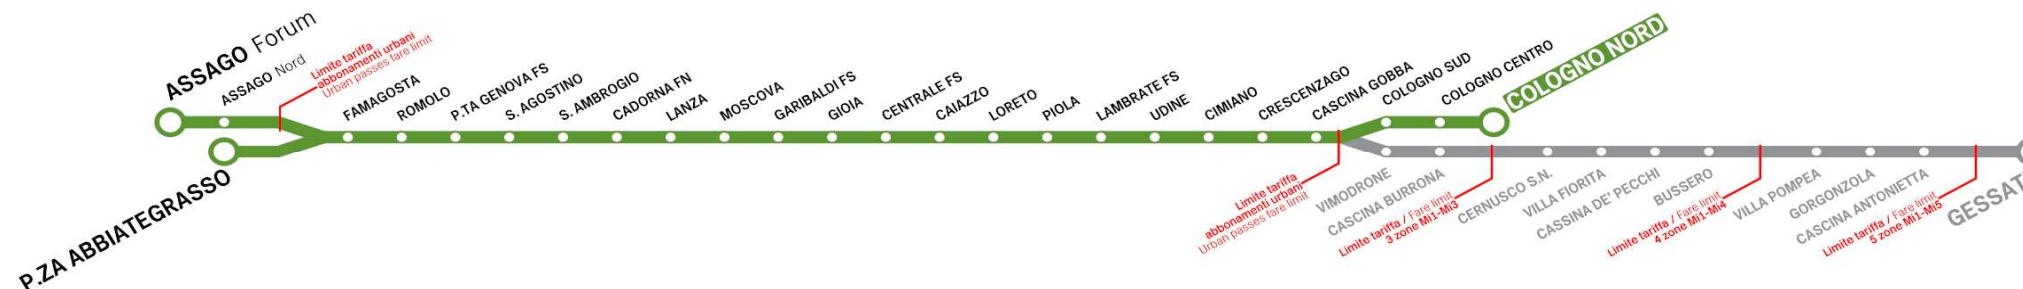 ASSAGO Forum
ASSAGO Nord
Limite tariffa
abbonamenti urbani
Urban passes fare limit
P.ZA ABBIATEGRASSO
FAMAGOSTA
ROMOLO
P.TA GENOVA FS
S. AGOSTINO
S. AMBROGIO
CADORNA FN
LANZA
MOSCOVA
GARIBALDI FS
GIOIA
CENTRALE FS
CAIAZZO
LORETO
PIOLA
LAMBRATE FS
UDINE
CIMIANO
CRESCENZAGO
CASCINA GOBBA
COLOGNO SUD
COLOGNO CENTRO
COLOGNO NORD
Limite tariffa
abbonamenti urbani
Urban passes fare limit
VIMODRONE
CASCINA BURRONA
Limite tariffa / Fare limit
3 zone Mi1-Mi3
CERNUSCO S.N.
VILLA FIORITA
CASSINA DE' PECCHI
BUSSERO
Limite tariffa / Fare limit
4 zone Mi1-Mi4
VILLA POMPEA
GORGONZOLA
CASCINA ANTONIETTA
Limite tariffa / Fare limit
5 zone Mi1-Mi5
GESSAT